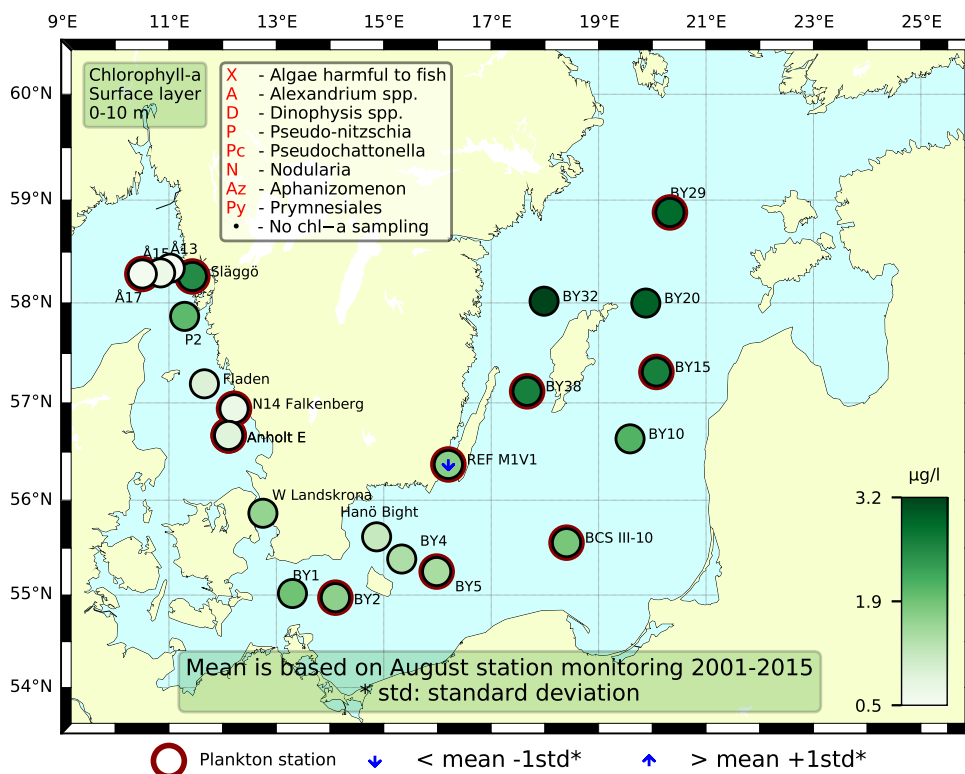 9°E 11°E 13°E 15°E 17°E 19°E 21°E 23°E 25°E
Chlorophyll-a
Surface layer
0-10 m
X - Algae harmful to fish
A - Alexandrium spp.
D - Dinophysis spp.
P - Pseudo-nitzschia
Pc - Pseudochattonella
N - Nodularia
Az - Aphanizomenon
Py - Prymnesiales
• - No chl−a sampling
60°N
59°N
58°N
57°N
56°N
55°N
54°N
BY29
Å15
Å13
Släggö
Å17
BY32
BY20
P2
BY15
Fladen
BY38
N14 Falkenberg
Anholt E
BY10
REF M1V1
W Landskrona
Hanö Bight
BCS III-10
BY4
BY1
BY5
BY2
µg/l
3.2
1.9
0.5
Mean is based on August station monitoring 2001-2015
* std: standard deviation
Plankton station
< mean -1std*
> mean +1std*